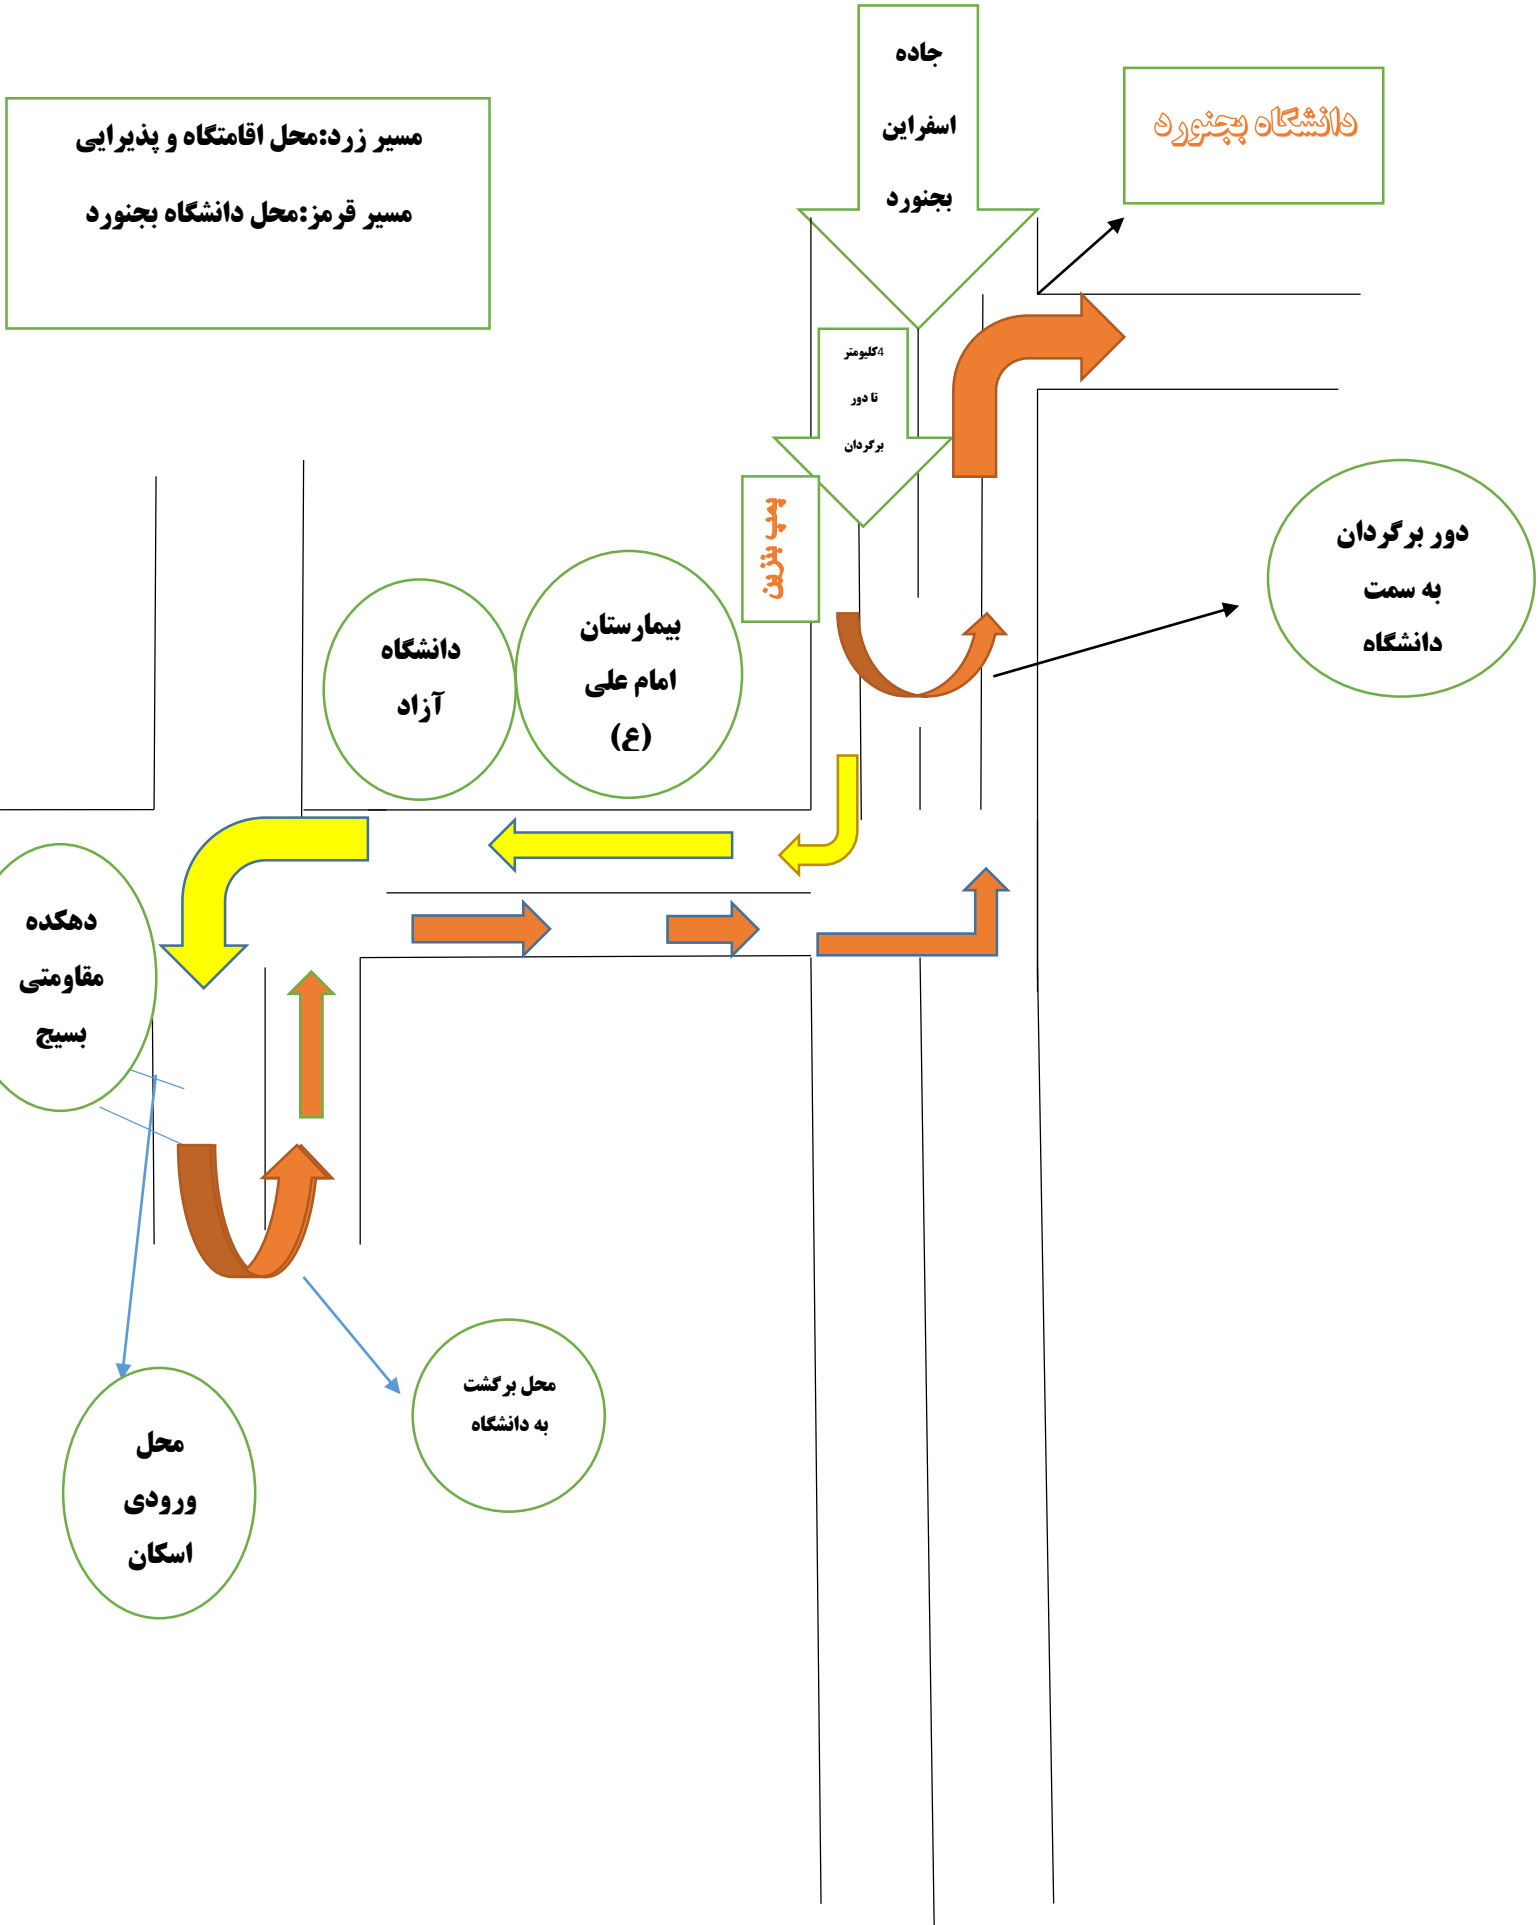 جاده
اسفراین
بجنورد
دانشگاه بجنورد
مسیر زرد:محل اقامتگاه و پذیرایی
مسیر قرمز:محل دانشگاه بجنورد
4کلیومتر
تا دور
برگردان
پمپ بنزین
دور برگردان
به سمت
دانشگاه
بیمارستان
امام علی
(ع)
دانشگاه
آزاد
دهکده
مقاومتی
بسیج
محل برگشت
به دانشگاه
محل
ورودی
اسکان